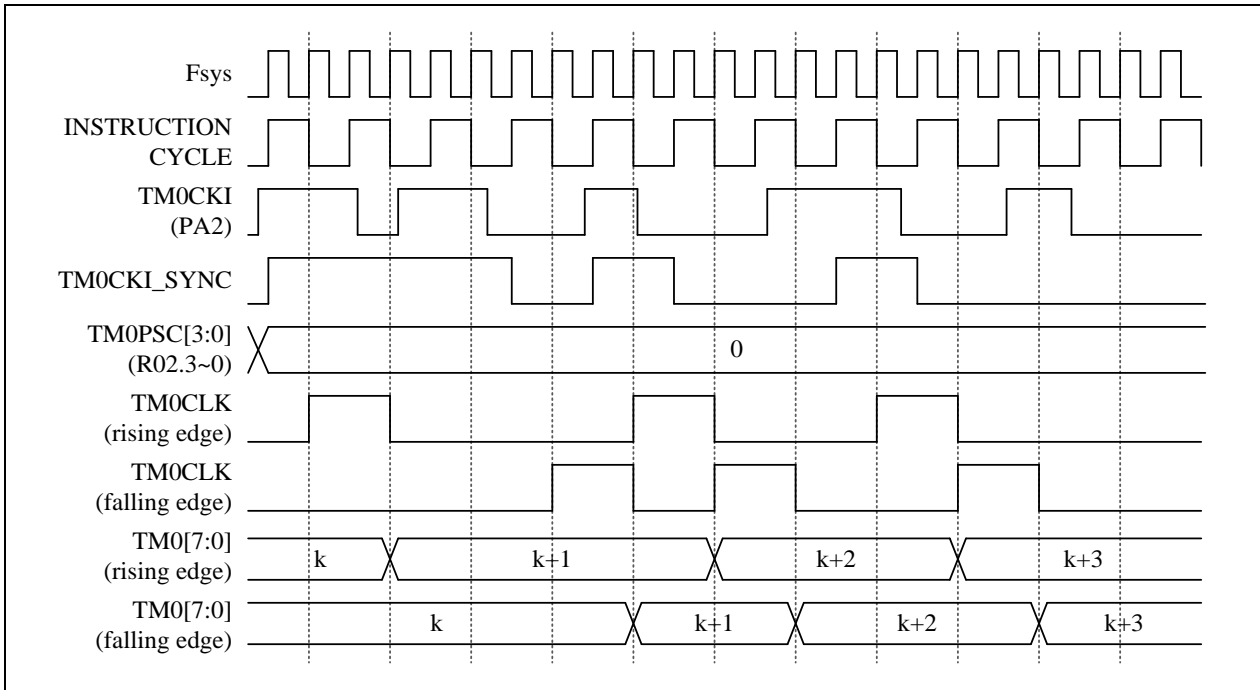 Fsys
INSTRUCTION
CYCLE
TM0CKI
(PA2)
TM0CKI_SYNC
TM0PSC[3:0]
(R02.3~0)
0
TM0CLK
(rising edge)
TM0CLK
(falling edge)
TM0[7:0]
(rising edge)
k
k+1
k+2
k+3
TM0[7:0]
(falling edge)
k
k+1
k+2
k+3